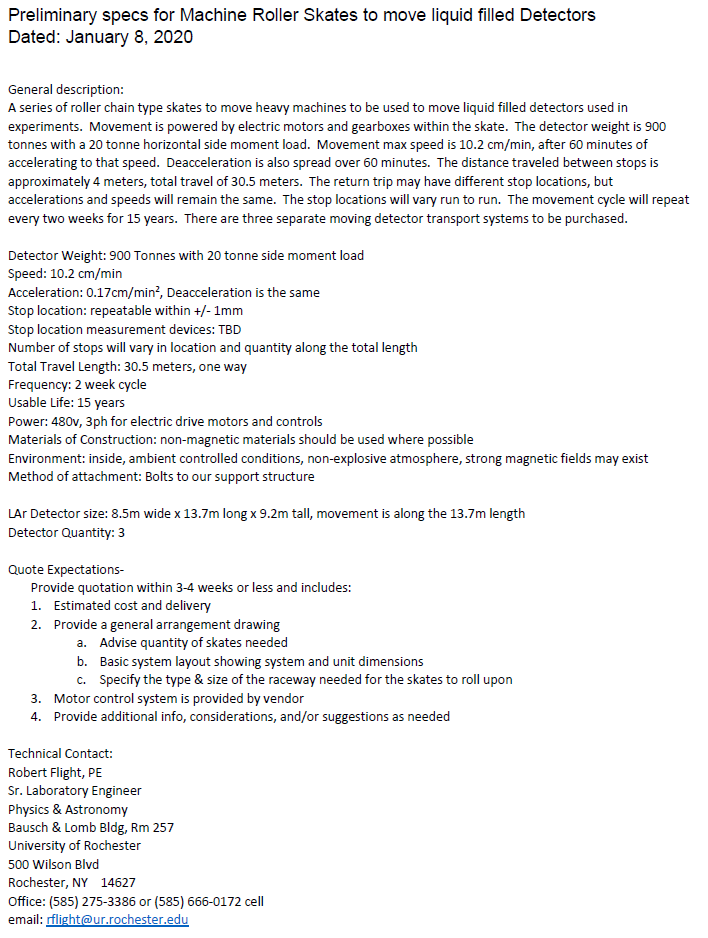 Preliminary specs for Machine Roller Skates to move liquid filled Detectors
Dated: January 8, 2020
General description:
A series of roller chain type skates to move heavy machines to be used to move liquid filled detectors used in
experiments.  Movement is powered by electric motors and gearboxes within the skate.  The detector weight is 900
tonnes with a 20 tonne horizontal side moment load.  Movement max speed is 10.2 cm/min, after 60 minutes of
accelerating to that speed.  Deacceleration is also spread over 60 minutes.  The distance traveled between stops is
approximately 4 meters, total travel of 30.5 meters.  The return trip may have different stop locations, but
accelerations and speeds will remain the same.  The stop locations will vary run to run.  The movement cycle will repeat
every two weeks for 15 years.  There are three separate moving detector transport systems to be purchased.
Detector Weight: 900 Tonnes with 20 tonne side moment load
Speed: 10.2 cm/min
Acceleration: 0.17cm/min², Deacceleration is the same
Stop location: repeatable within +/- 1mm
Stop location measurement devices: TBD
Number of stops will vary in location and quantity along the total length
Total Travel Length: 30.5 meters, one way
Frequency: 2 week cycle
Usable Life: 15 years
Power: 480v, 3ph for electric drive motors and controls
Materials of Construction: non-magnetic materials should be used where possible
Environment: inside, ambient controlled conditions, non-explosive atmosphere, strong magnetic fields may exist
Method of attachment: Bolts to our support structure
LAr Detector size: 8.5m wide x 13.7m long x 9.2m tall, movement is along the 13.7m length
Detector Quantity: 3
Quote Expectations-
Provide quotation within 3-4 weeks or less and includes:
1. Estimated cost and delivery
2. Provide a general arrangement drawing
a. Advise quantity of skates needed
b. Basic system layout showing system and unit dimensions
c. Specify the type & size of the raceway needed for the skates to roll upon
3. Motor control system is provided by vendor
4. Provide additional info, considerations, and/or suggestions as needed
Technical Contact:
Robert Flight, PE
Sr. Laboratory Engineer
Physics & Astronomy
Bausch & Lomb Bldg, Rm 257
University of Rochester
500 Wilson Blvd
Rochester, NY   14627
Office: (585) 275-3386 or (585) 666-0172 cell
email: rflight@ur.rochester.edu